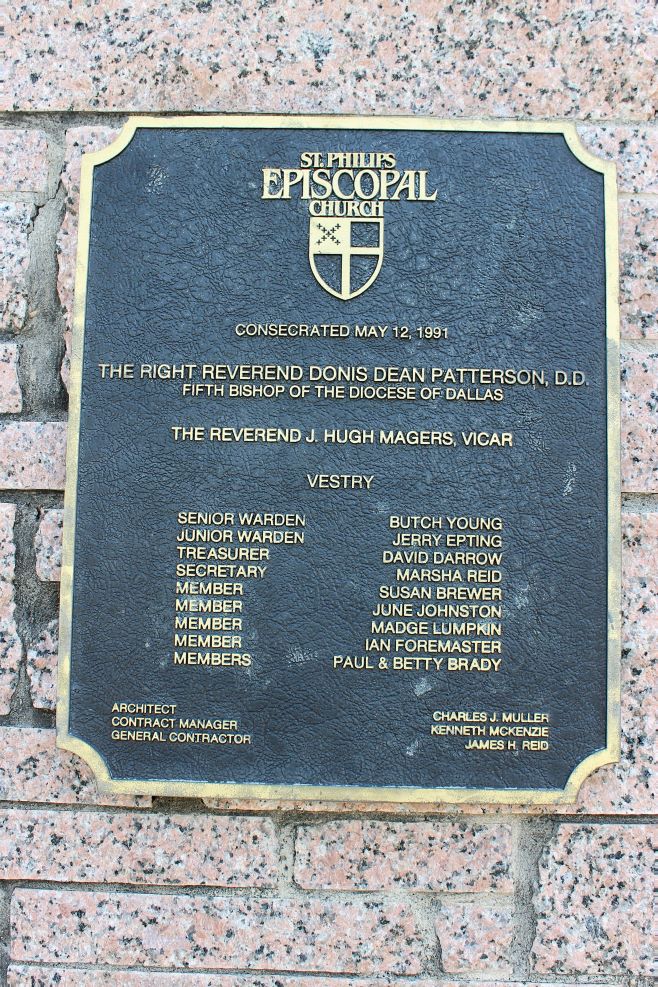 ST. PHILIPS
EPISCOPAL
CHURCH
CONSECRATED MAY 12, 1991
THE RIGHT REVEREND DONIS DEAN PATTERSON, D.D.
FIFTH BISHOP OF THE DIOCESE OF DALLAS
THE REVEREND J. HUGH MAGERS, VICAR
VESTRY
SENIOR WARDEN BUTCH YOUNG
JUNIOR WARDEN JERRY EPTING
TREASURER DAVID DARROW
SECRETARY MARSHA REID
MEMBER SUSAN BREWER
MEMBER JUNE JOHNSTON
MEMBER MADGE LUMPKIN
MEMBER IAN FOREMASTER
MEMBERS PAUL & BETTY BRADY
ARCHITECT CHARLES J. MULLER
CONTRACT MANAGER KENNETH MCKENZIE
GENERAL CONTRACTOR JAMES H. REID